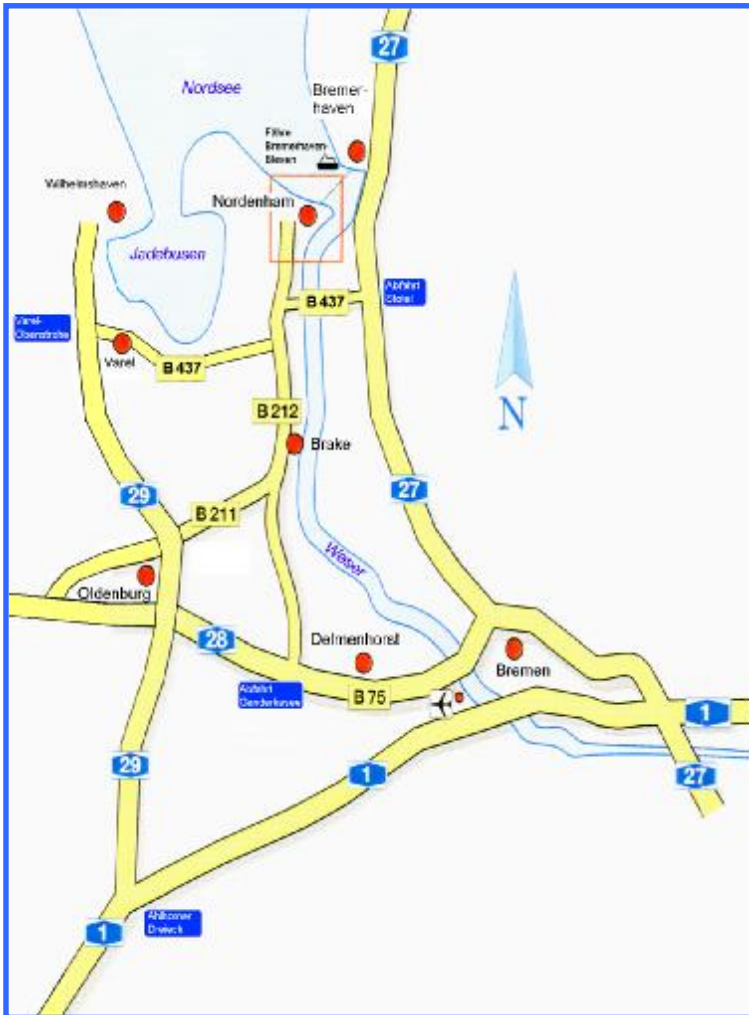 27
Nordsee
Bremer-
haven
Fähre
Bremerhaven-
Blexen
Wilhelmshaven
Nordenham
Jadebusen
Abfahrt
Stotel
B 437
Varel-
Obenstrohe
Varel
B 437
B 212
Brake
N
29
27
B 211
Weser
Oldenburg
28
Delmenhorst
Bremen
Abfahrt
Ganderkesee
B 75
1
29
1
27
Ahlhorner
Dreieck
1